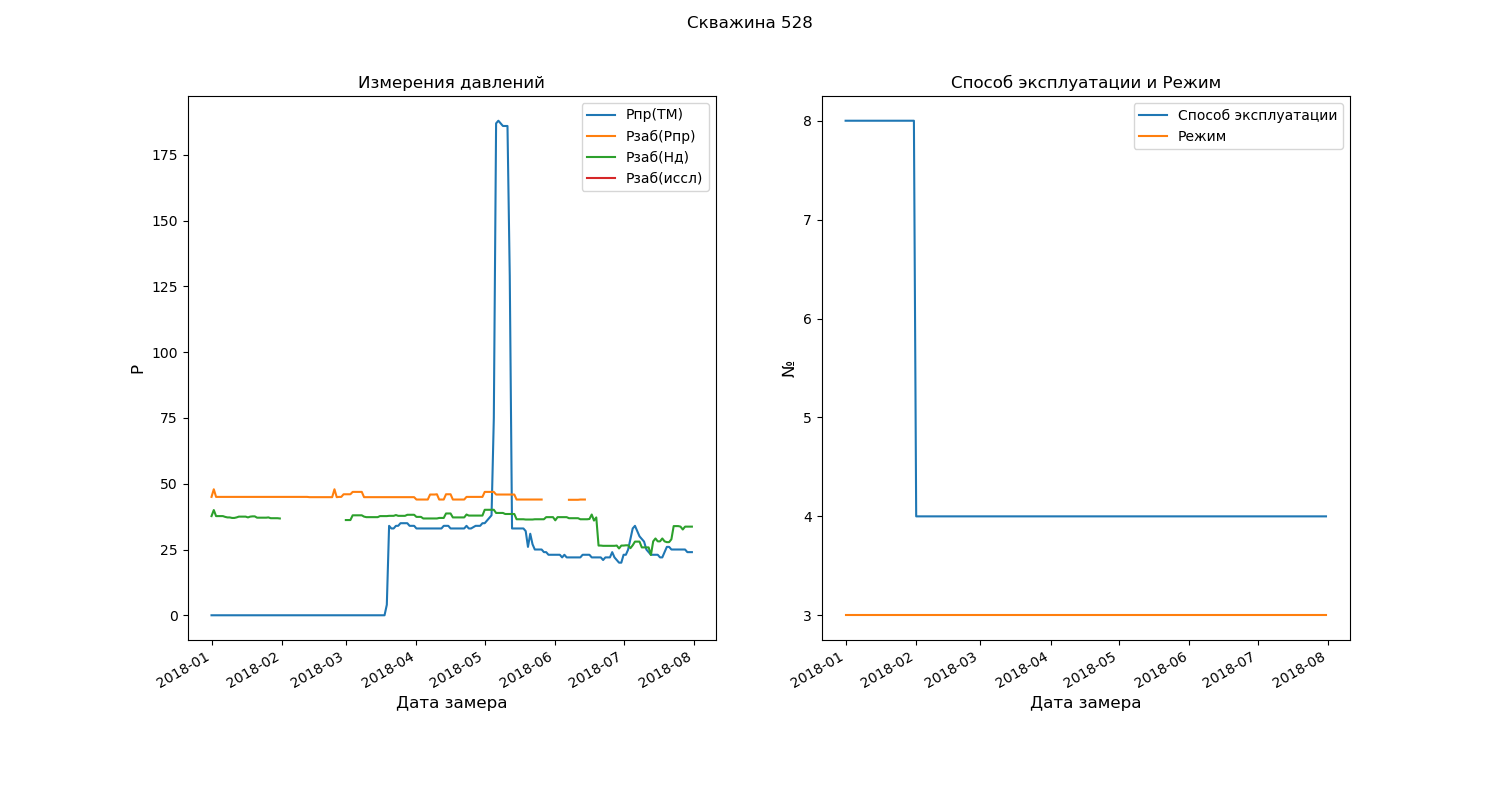 Скважина 528
Измерения давлений
Рпр(ТМ)
Рзаб(Рпр)
Рзаб(Нд)
Рзаб(иссл)
175
150
125
100
75
50
25
0
Р
2018-01
2018-02
2018-03
2018-04
2018-05
2018-06
2018-07
2018-08
Дата замера
Способ эксплуатации и Режим
Способ эксплуатации
Режим
8
7
6
5
4
3
№
2018-01
2018-02
2018-03
2018-04
2018-05
2018-06
2018-07
2018-08
Дата замера